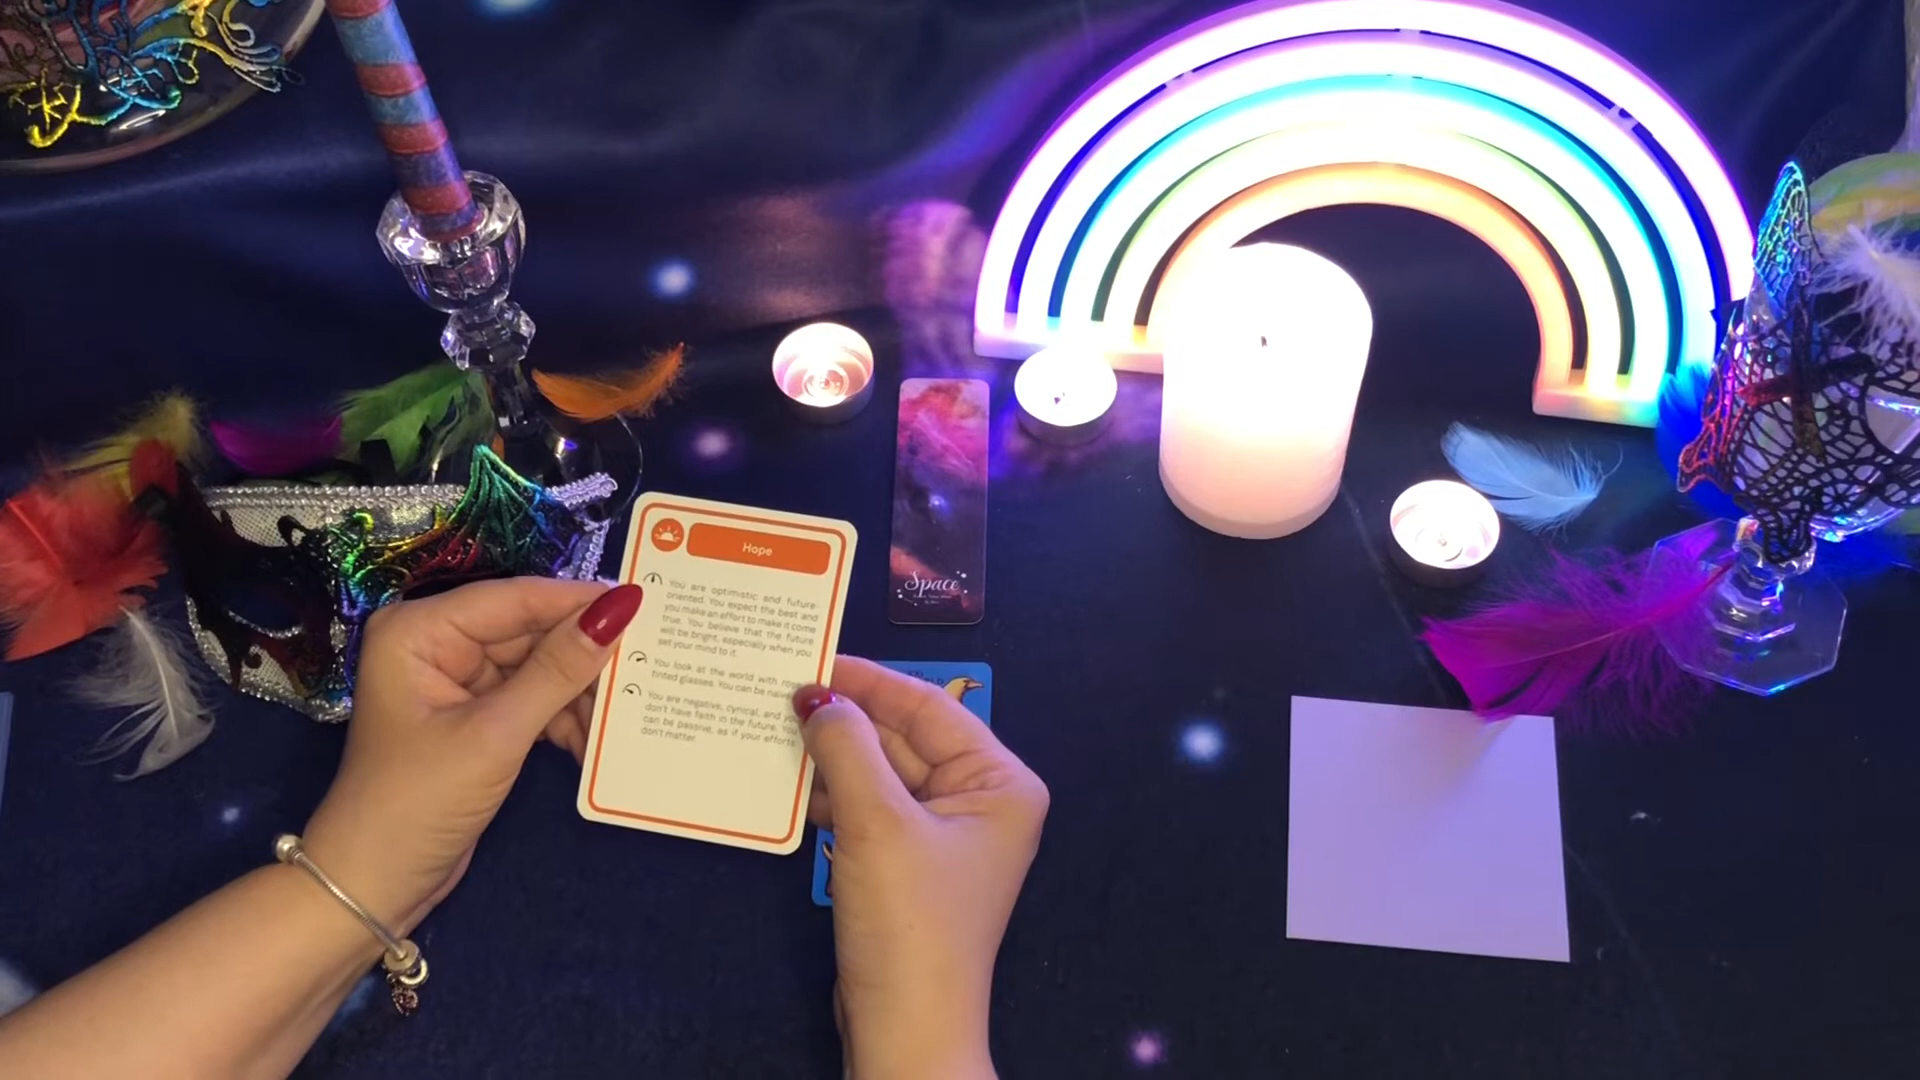 Hope
You are optimistic and future-
oriented. You expect the best and
you make an effort to make it come
true. You believe that the future
will be bright, especially when you
set your mind to it.
You look at the world with rose
tinted glasses. You can be naive
You are negative, cynical, and you
don't have faith in the future. You
can be passive, as if your efforts
don't matter.
Space